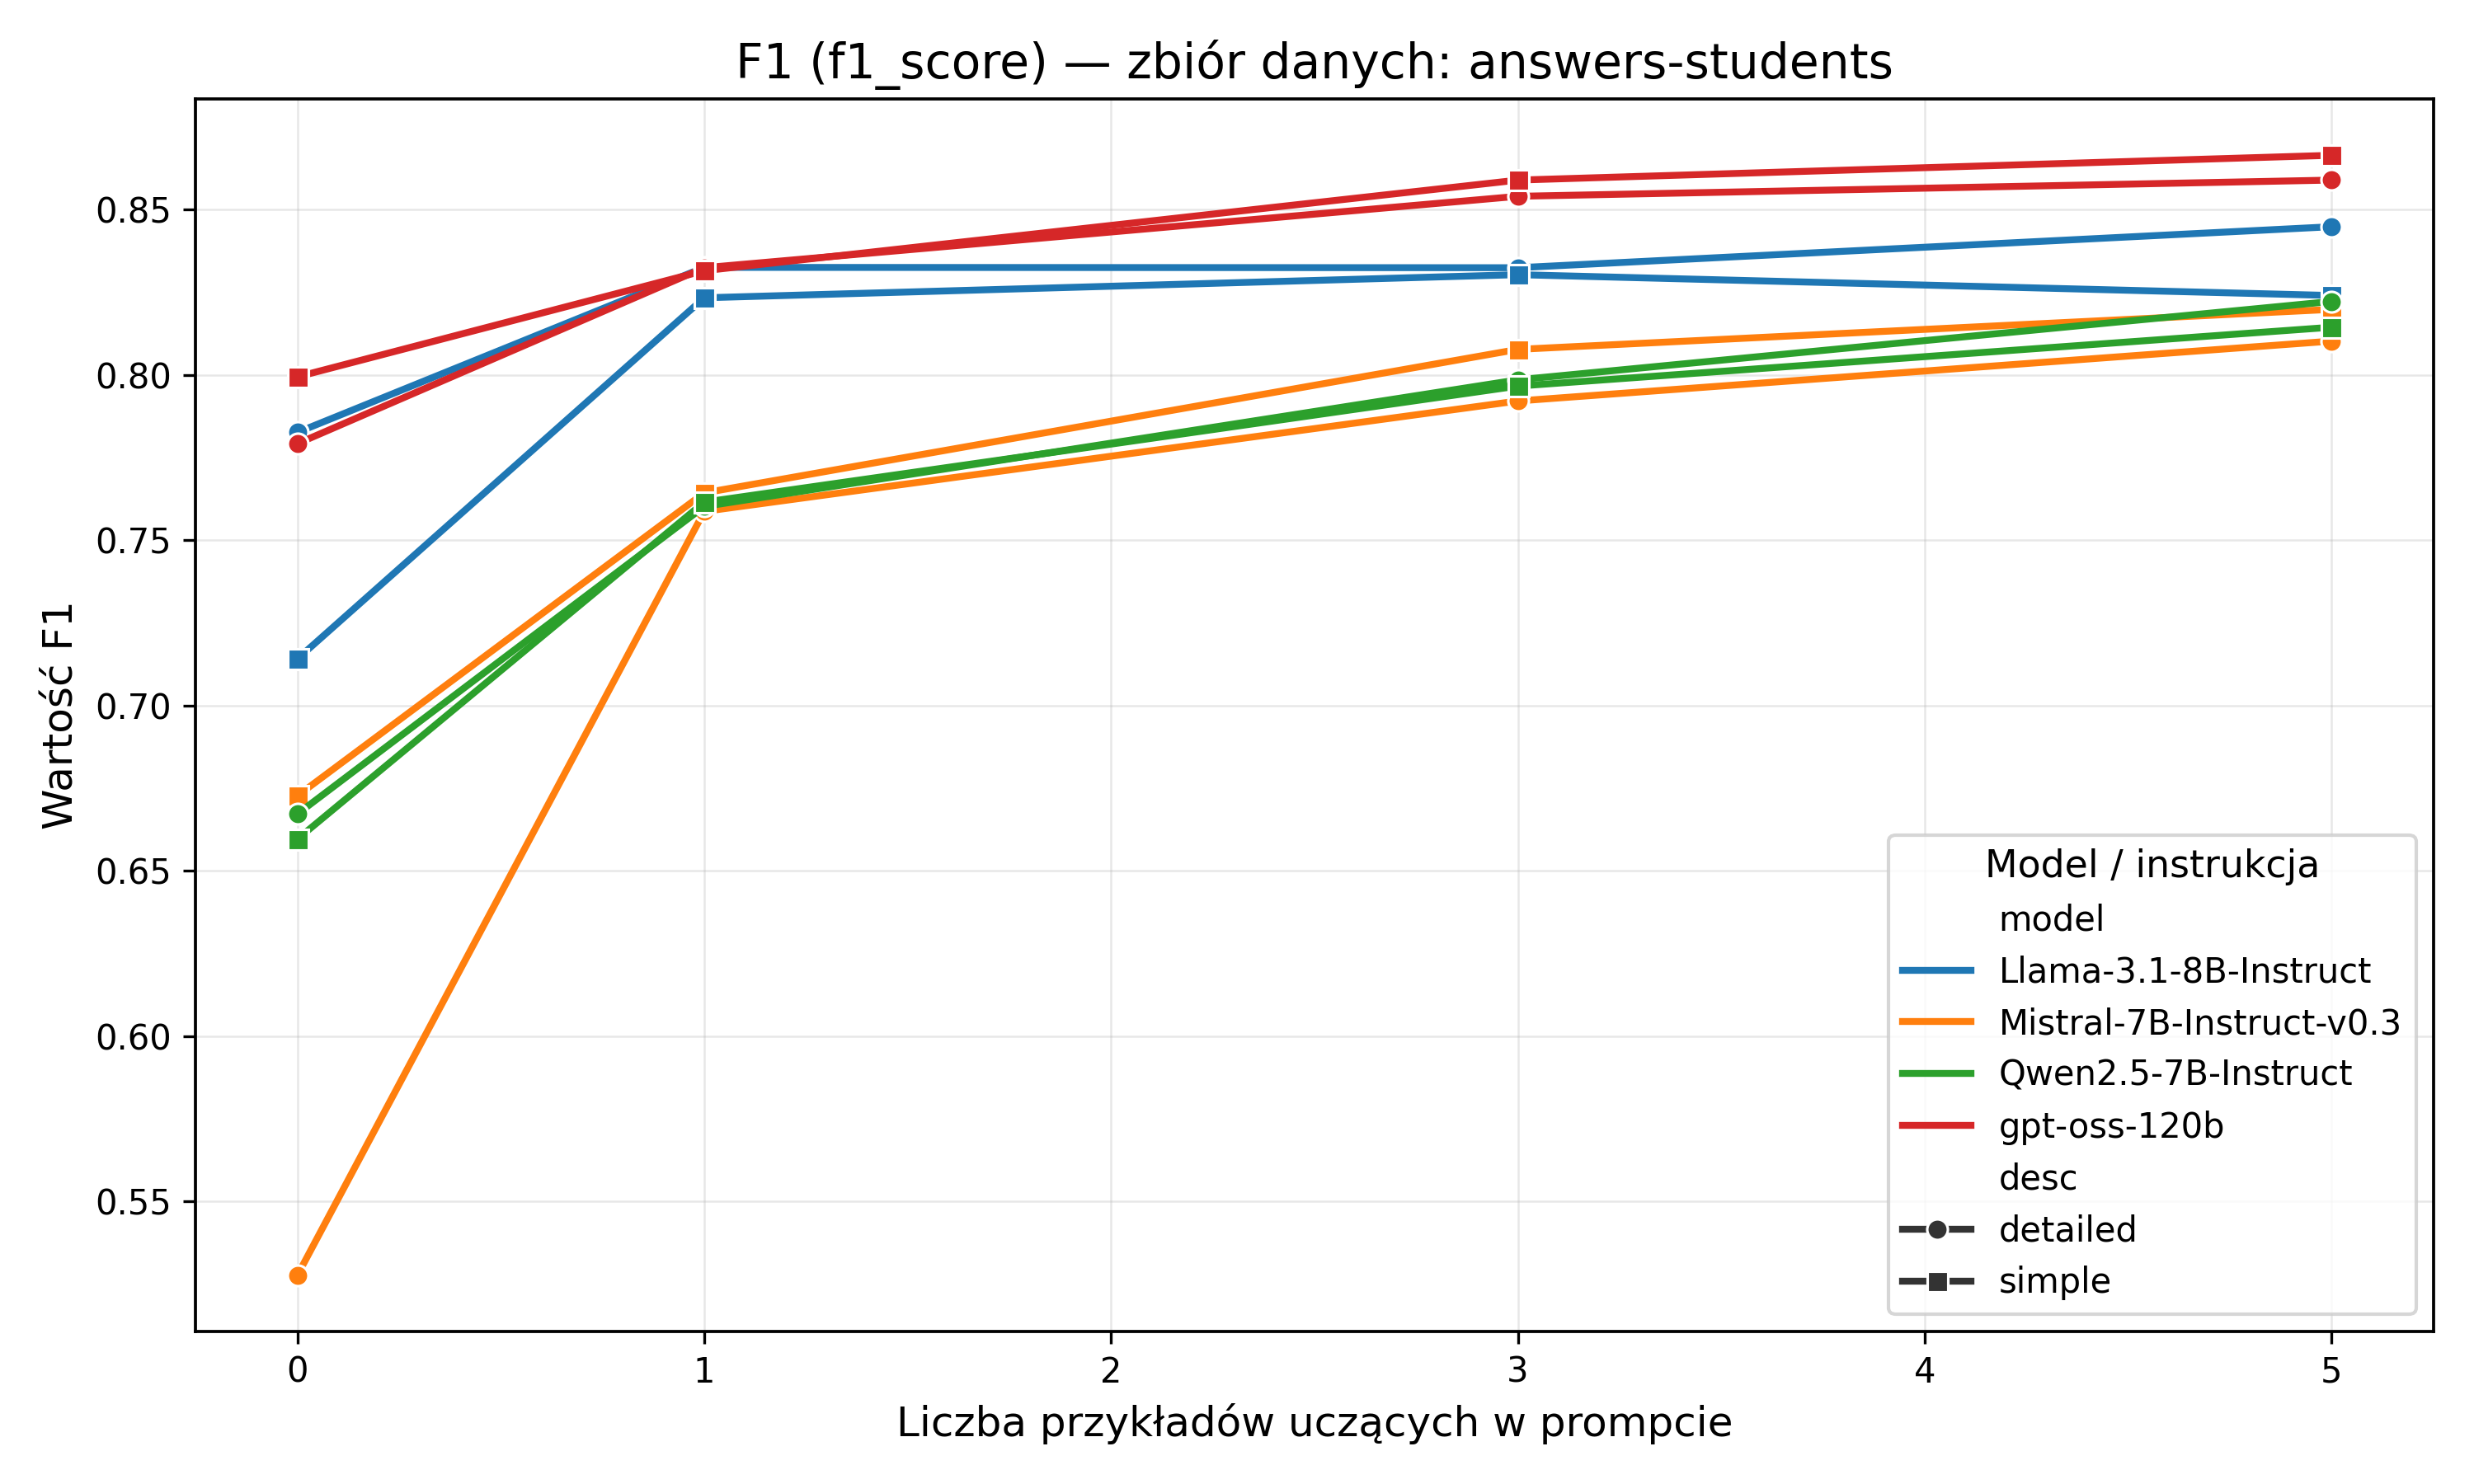 F1 (f1_score) — zbiór danych: answers-students
Wartość F1
0.85
0.80
0.75
0.70
0.65
0.60
0.55
0
1
2
3
4
5
Liczba przykładów uczących w prompcie
Model / instrukcja
model
Llama-3.1-8B-Instruct
Mistral-7B-Instruct-v0.3
Qwen2.5-7B-Instruct
gpt-oss-120b
desc
detailed
simple